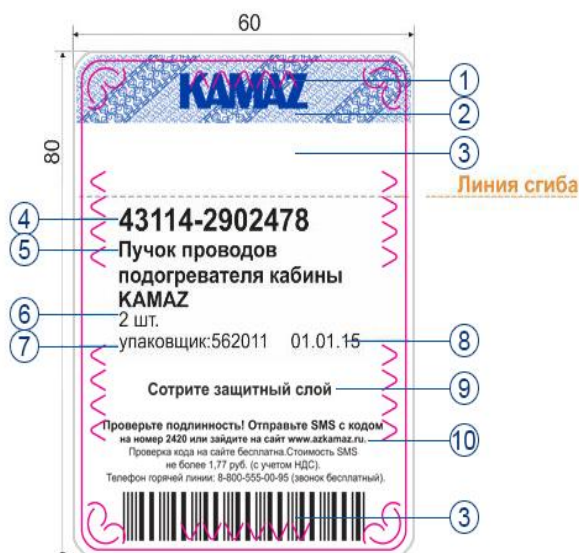 60
80
KAMAZ
1
2
3
Линия сгиба
4
43114-2902478
5
Пучок проводов
подогревателя кабины
KAMAZ
6
2 шт.
7
упаковщик:562011 01.01.15
8
Сотрите защитный слой
9
Проверьте подлинность! Отправьте SMS с кодом
на номер 2420 или зайдите на сайт www.azkamaz.ru.
10
Проверка кода на сайте бесплатна.Стоимость SMS
не более 1,77 руб. (с учетом НДС).
Телефон горячей линии: 8-800-555-00-95 (звонок бесплатный).
3